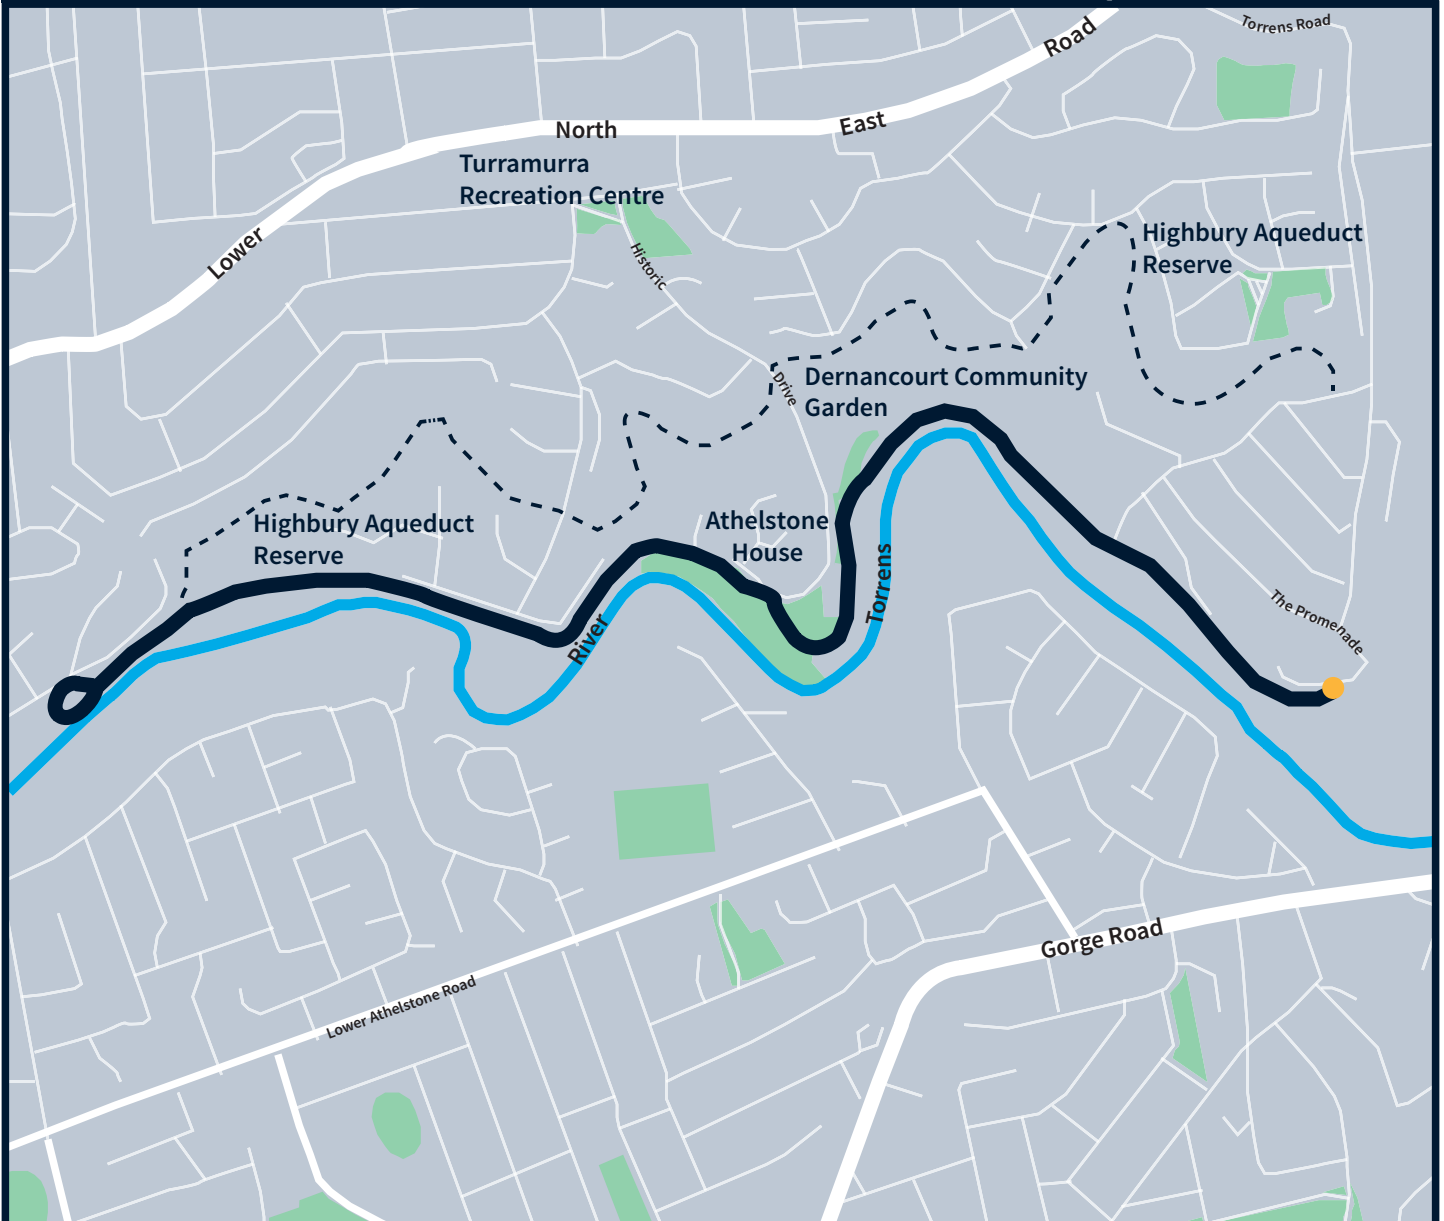 Torrens Road
Road
East
North
Lower
Turramurra
Recreation Centre
Historic
Highbury Aqueduct
Reserve
Drive
Dernancourt Community
Garden
Highbury Aqueduct
Reserve
Athelstone
House
Torrens
River
The Promenade
Gorge Road
Lower Athelstone Road